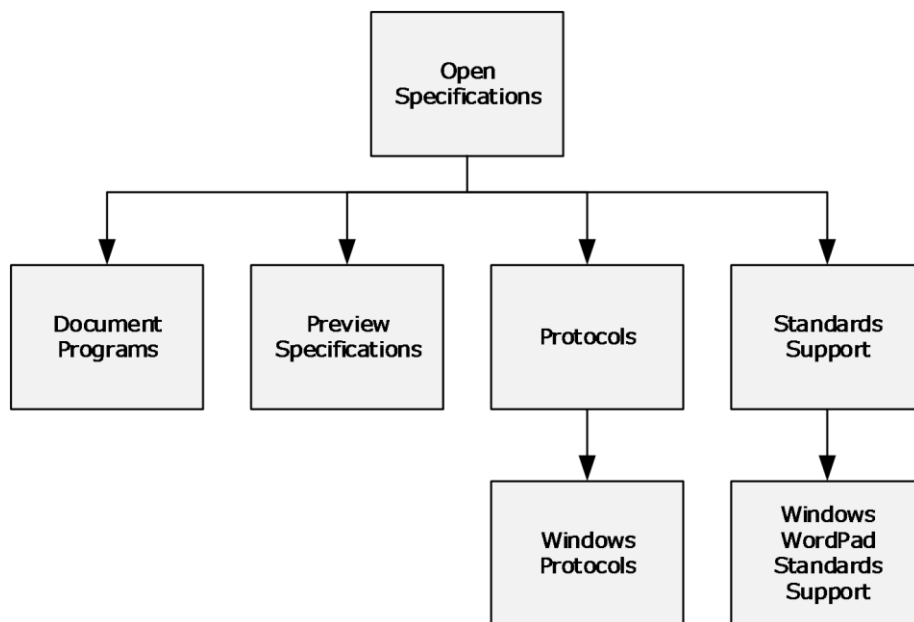 Open
Specifications
Document
Programs
Preview
Specifications
Protocols
Standards
Support
Windows
Protocols
Windows
WordPad
Standards
Support